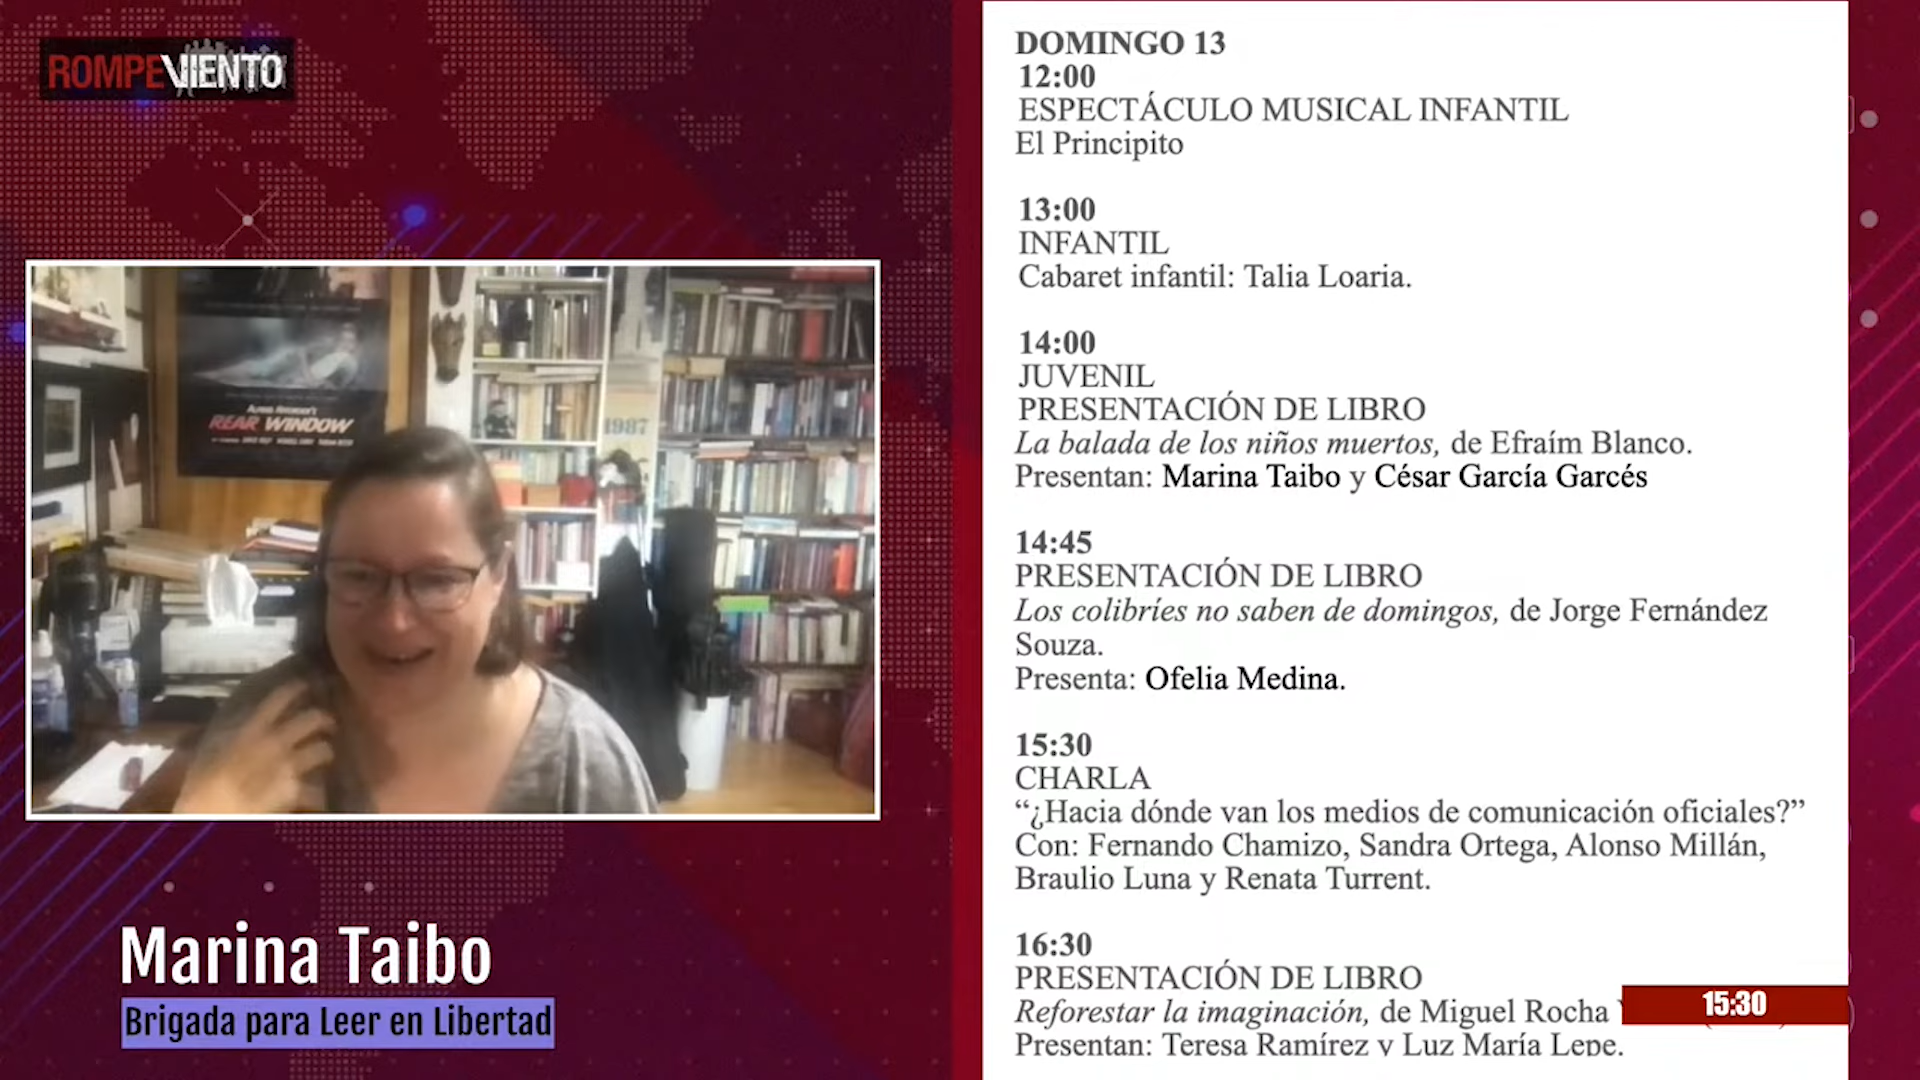 ROMPEVIENTO
DOMINGO 13
12:00
ESPECTÁCULO MUSICAL INFANTIL
El Principito
13:00
INFANTIL
Cabaret infantil: Talia Loaria.
14:00
JUVENIL
PRESENTACIÓN DE LIBRO
La balada de los niños muertos, de Efraím Blanco.
Presentan: Marina Taibo y César García Garcés
14:45
PRESENTACIÓN DE LIBRO
Los colibríes no saben de domingos, de Jorge Fernández
Souza.
Presenta: Ofelia Medina.
15:30
CHARLA
“¿Hacia dónde van los medios de comunicación oficiales?”
Con: Fernando Chamizo, Sandra Ortega, Alonso Millán,
Braulio Luna y Renata Turrent.
16:30
PRESENTACIÓN DE LIBRO
Reforestar la imaginación, de Miguel Rocha
Presentan: Teresa Ramírez y Luz María Lepe.
15:30
REAR WINDOW
1987
Marina Taibo
Brigada para Leer en Libertad